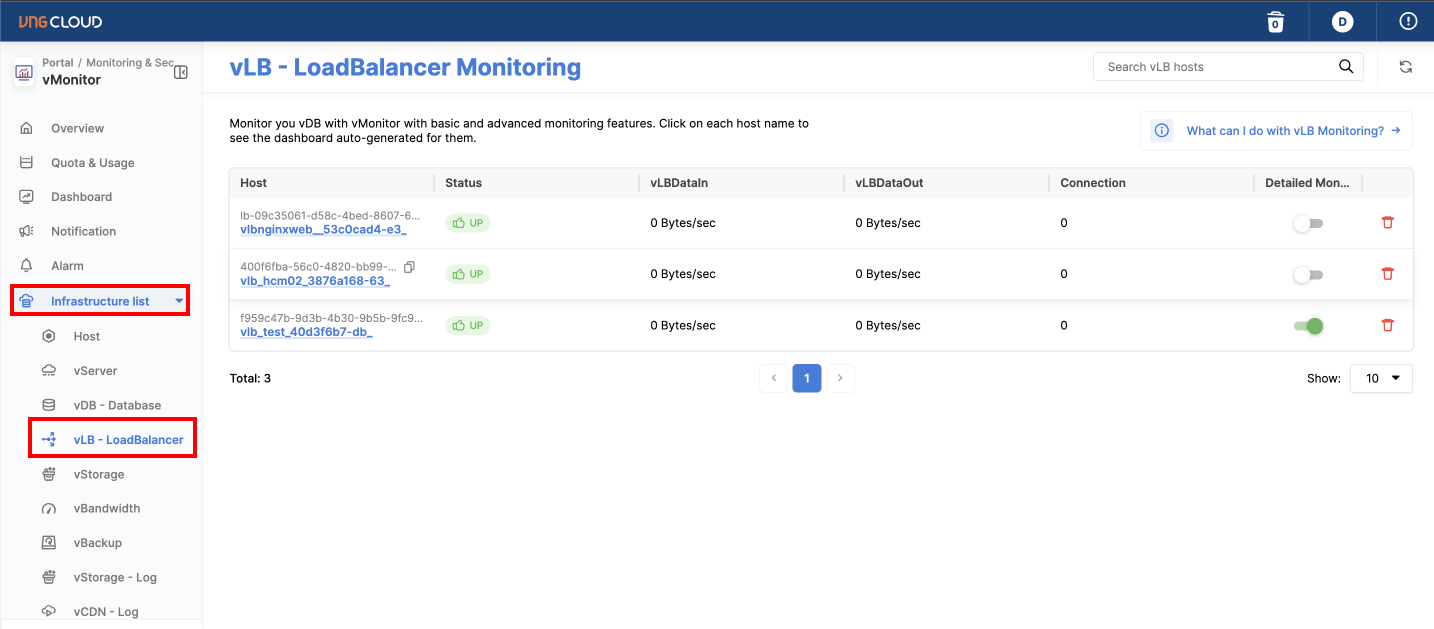 VNG CLOUD
0
D
Portal / Monitoring & Sec
vMonitor
Overview
Quota & Usage
Dashboard
Notification
Alarm
Infrastructure list
Host
vServer
vDB - Database
vLB - LoadBalancer
vStorage
vBandwidth
vBackup
vStorage - Log
vCDN - Log
vLB - LoadBalancer Monitoring
Search vLB hosts
Monitor you vDB with vMonitor with basic and advanced monitoring features. Click on each host name to
see the dashboard auto-generated for them.
What can I do with vLB Monitoring? →
Host Status vLBDataIn vLBDataOut Connection Detailed Mon...
lb-09c35061-d58c-4bed-8607-6...
vlbnginxweb__53c0cad4-e3_ UP 0 Bytes/sec 0 Bytes/sec 0
400f6fba-56c0-4820-bb99-...
vlb_hcm02_3876a168-63_ UP 0 Bytes/sec 0 Bytes/sec 0
f959c47b-9d3b-4b30-9b5b-9fc9...
vlb_test_40d3f6b7-db_ UP 0 Bytes/sec 0 Bytes/sec 0
Total: 3 < 1 > Show: 10